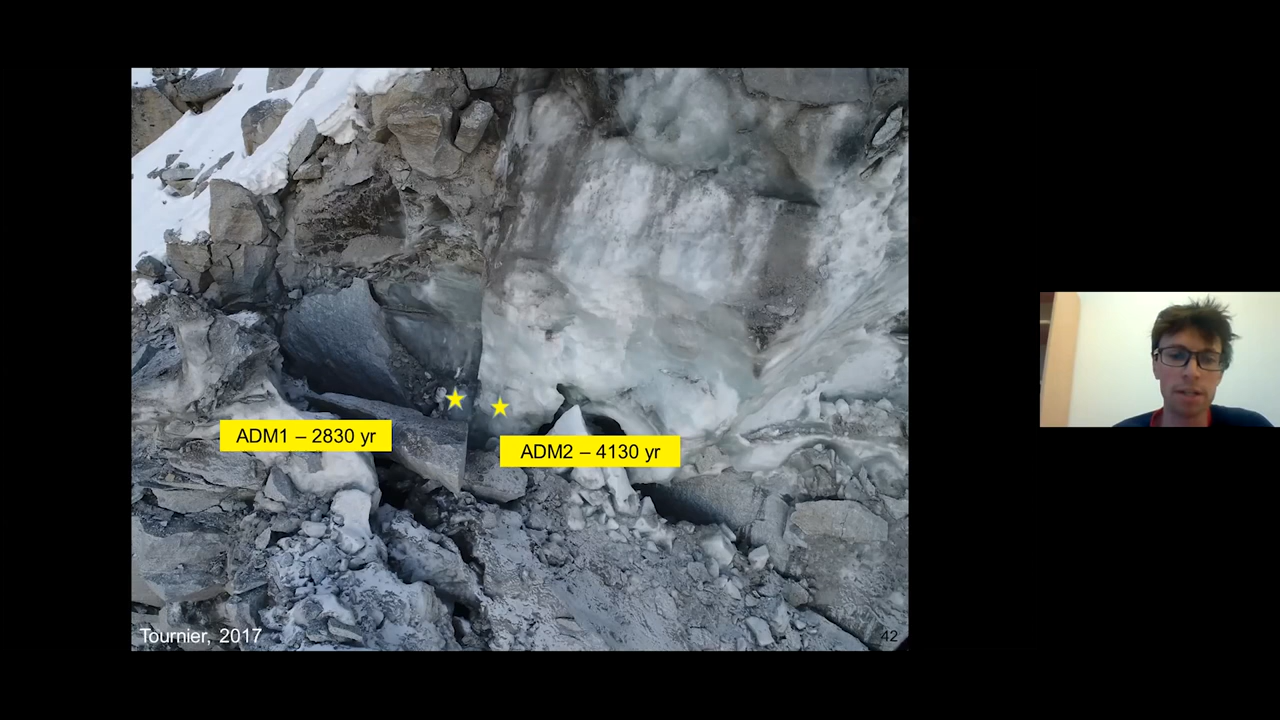 ADM1 – 2830 yr
ADM2 – 4130 yr
Tournier, 2017
42